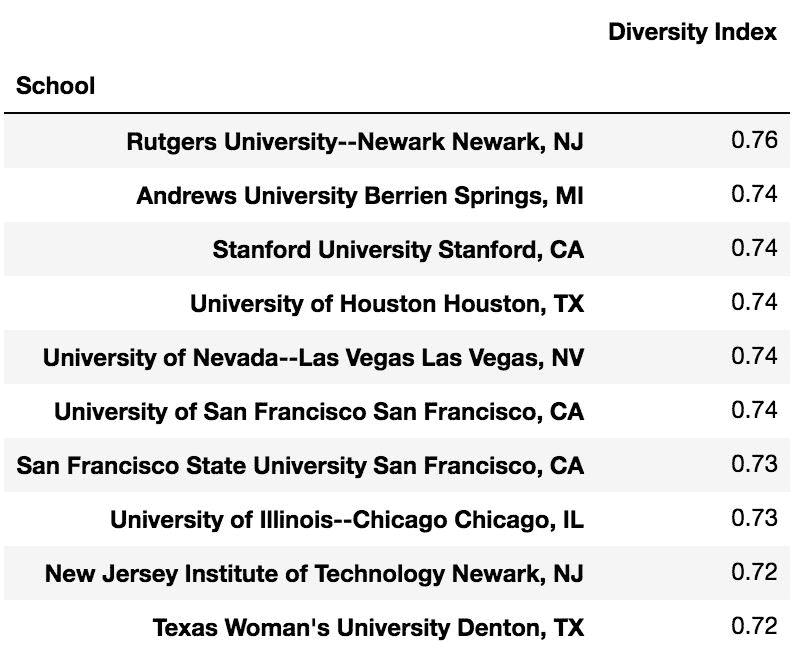 Diversity Index
School
Rutgers University--Newark Newark, NJ 0.76
Andrews University Berrien Springs, MI 0.74
Stanford University Stanford, CA 0.74
University of Houston Houston, TX 0.74
University of Nevada--Las Vegas Las Vegas, NV 0.74
University of San Francisco San Francisco, CA 0.74
San Francisco State University San Francisco, CA 0.73
University of Illinois--Chicago Chicago, IL 0.73
New Jersey Institute of Technology Newark, NJ 0.72
Texas Woman's University Denton, TX 0.72